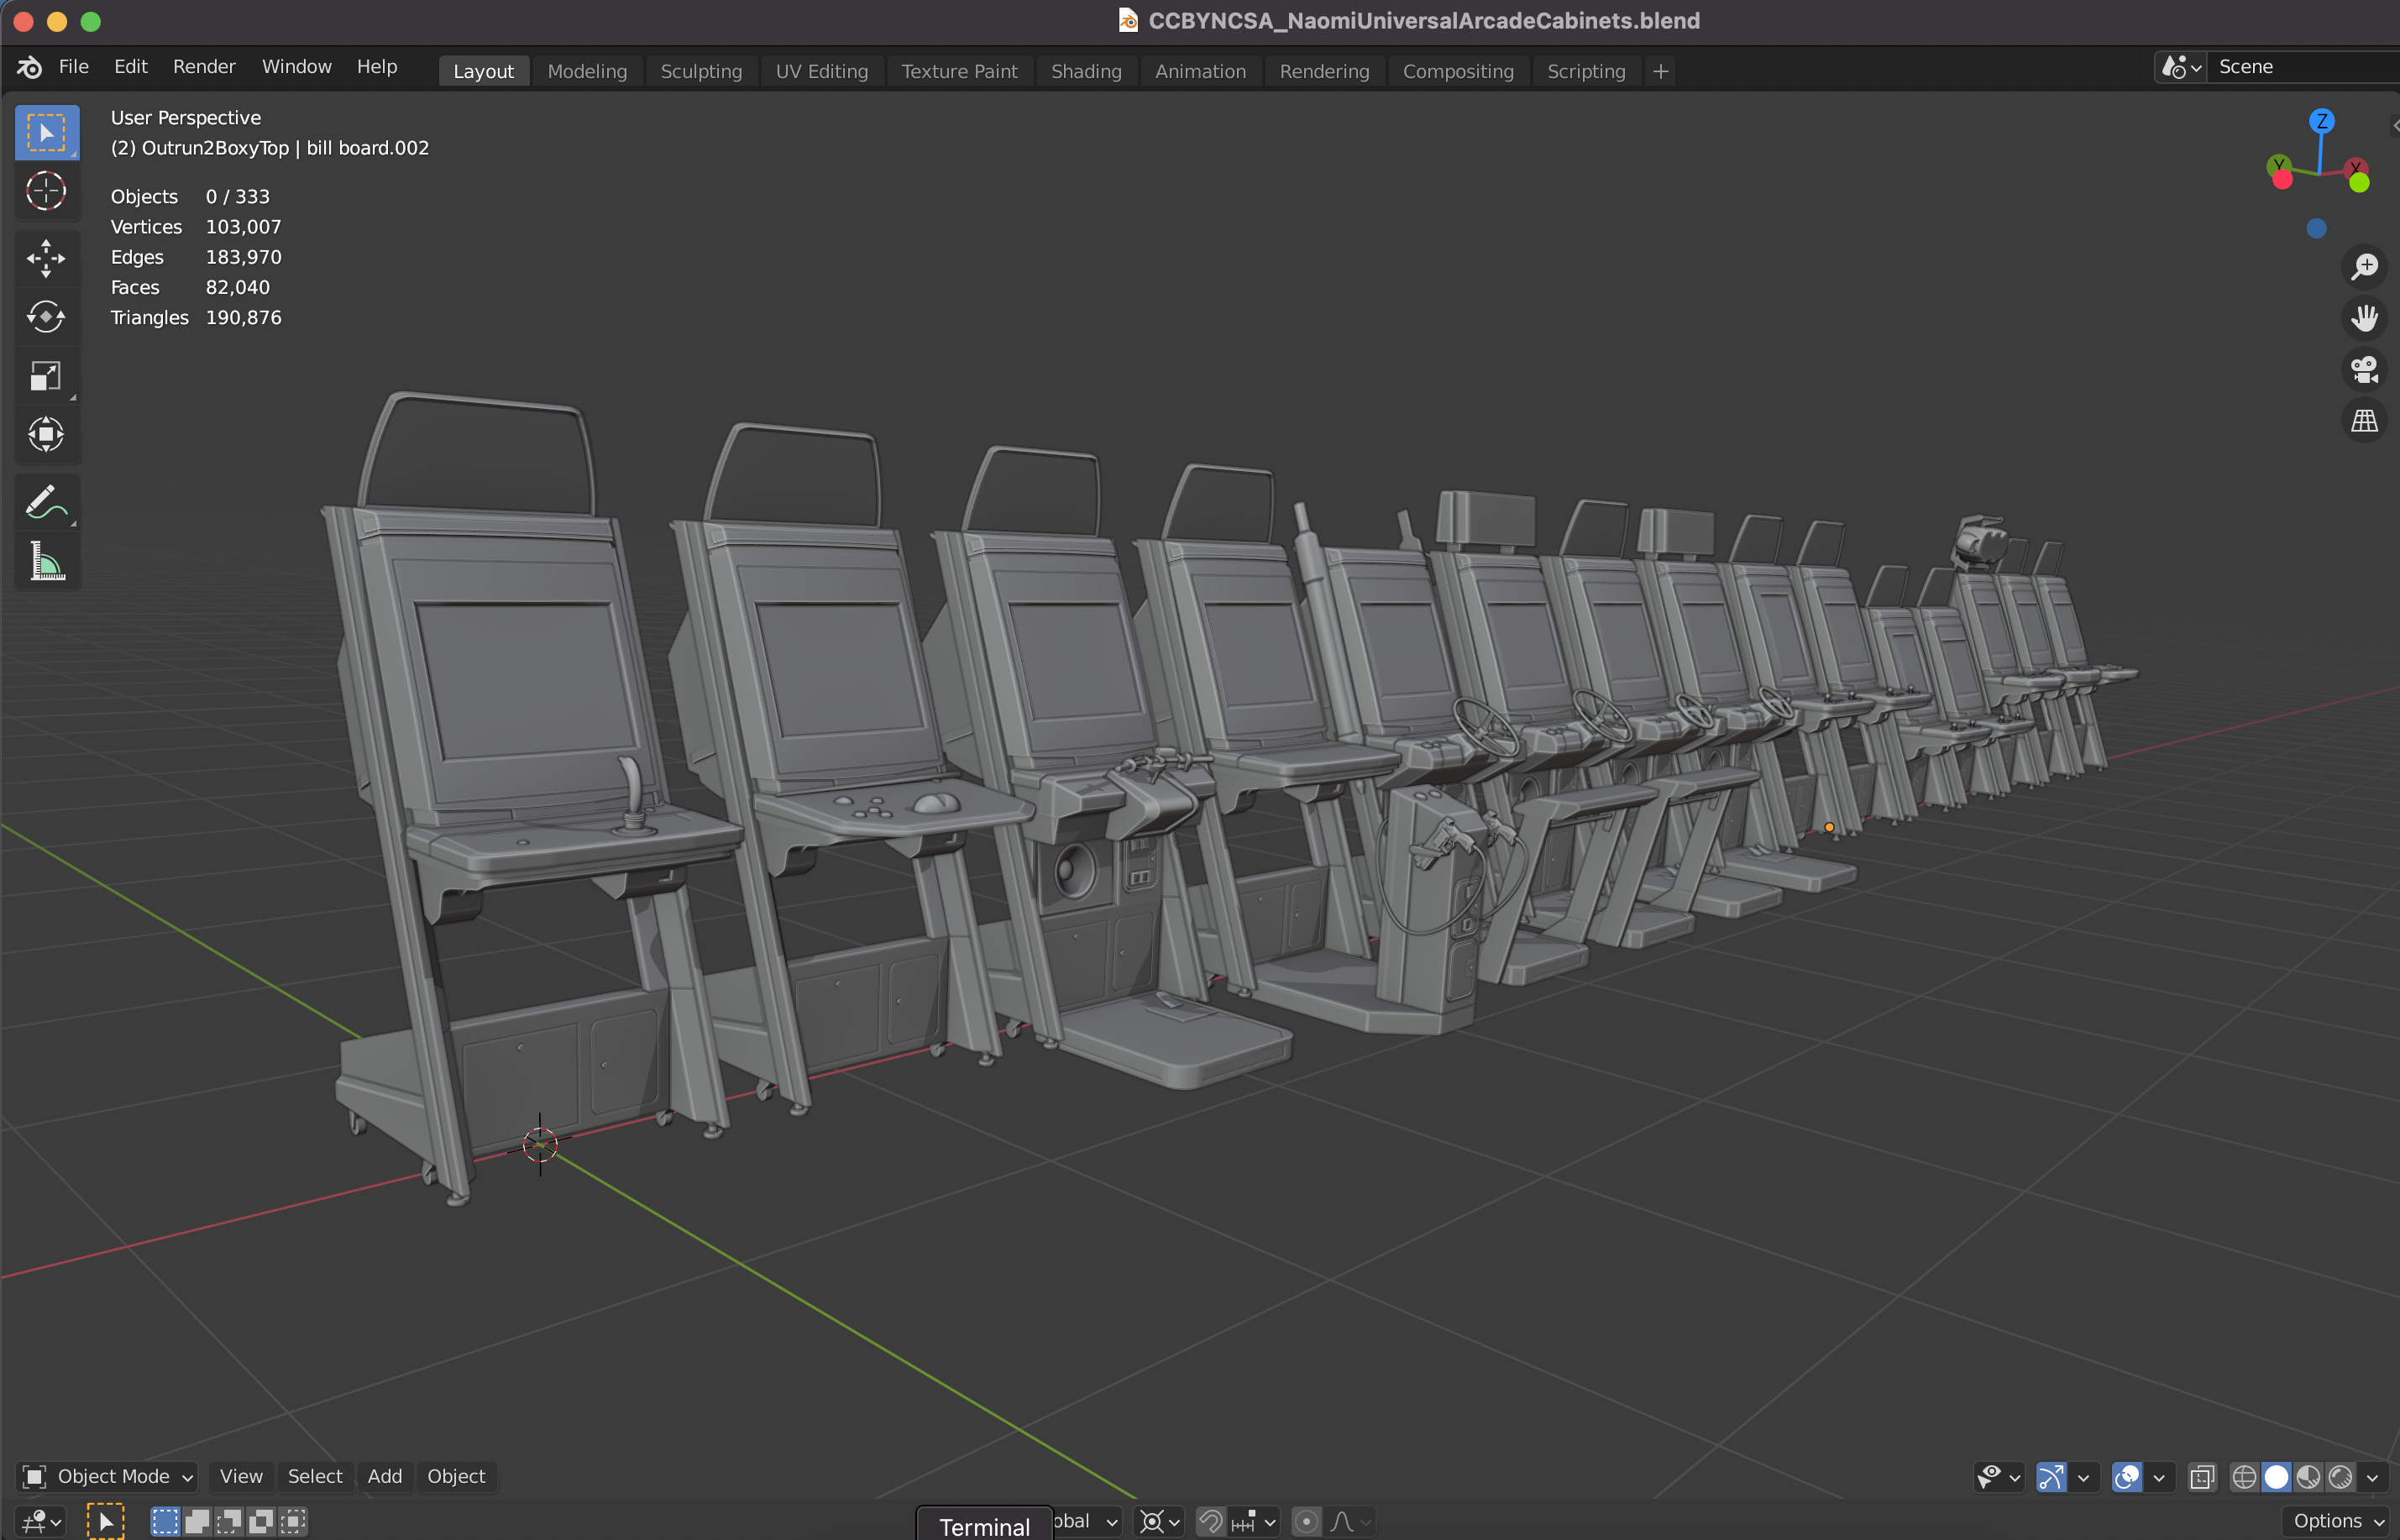 CCBYNCSA_NaomiUniversalArcadeCabinets.blend
File Edit Render Window Help Layout Modeling Sculpting UV Editing Texture Paint Shading Animation Rendering Compositing Scripting + Scene
User Perspective
(2) Outrun2BoxyTop | bill board.002
Objects 0 / 333
Vertices 103,007
Edges 183,970
Faces 82,040
Triangles 190,876
Z
Y X
Object Mode View Select Add Object
Terminal obal Options